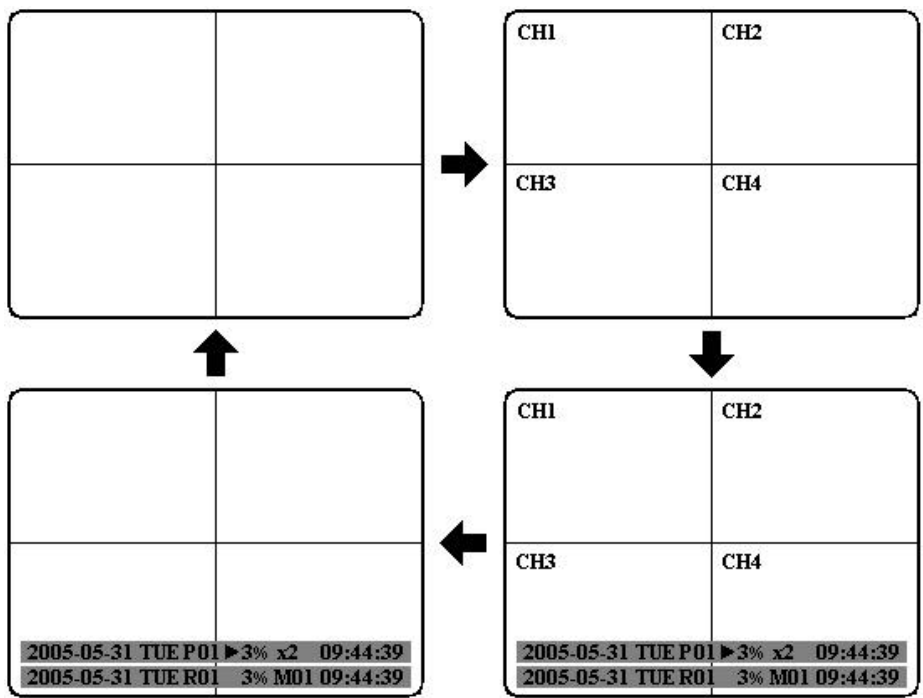 CH1 CH2
CH3 CH4
CH1 CH2
CH3 CH4
2005-05-31 TUE P01 ▶ 3% x2 09:44:39
2005-05-31 TUE R01 3% M01 09:44:39
2005-05-31 TUE P01 ▶ 3% x2 09:44:39
2005-05-31 TUE R01 3% M01 09:44:39